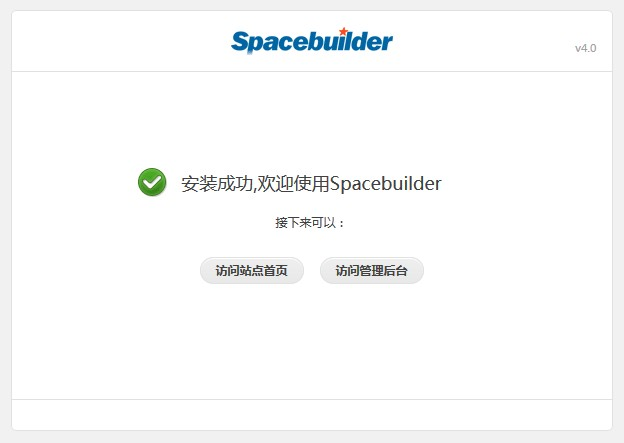 Spacebuilder
v4.0
安装成功,欢迎使用Spacebuilder
接下来可以：
访问站点首页 访问管理后台